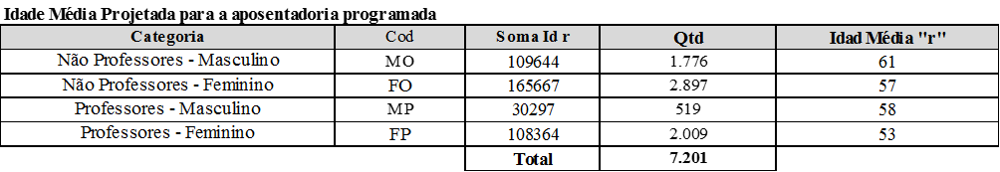 Idade Média Projetada para a aposentadoria programada
Categoria Cod Soma Id r Qtd Idad Média "r"
Não Professores - Masculino MO 109644 1.776 61
Não Professores - Feminino FO 165667 2.897 57
Professores - Masculino MP 30297 519 58
Professores - Feminino FP 108364 2.009 53
Total 7.201